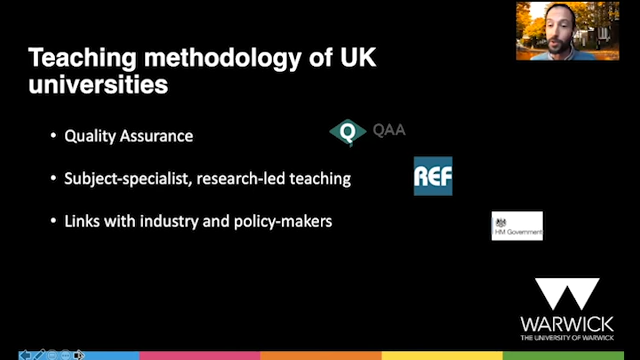 Teaching methodology of UK
universities
• Quality Assurance
QAA
• Subject-specialist, research-led teaching
REF
• Links with industry and policy-makers
HM Government
WARWICK
THE UNIVERSITY OF WARWICK